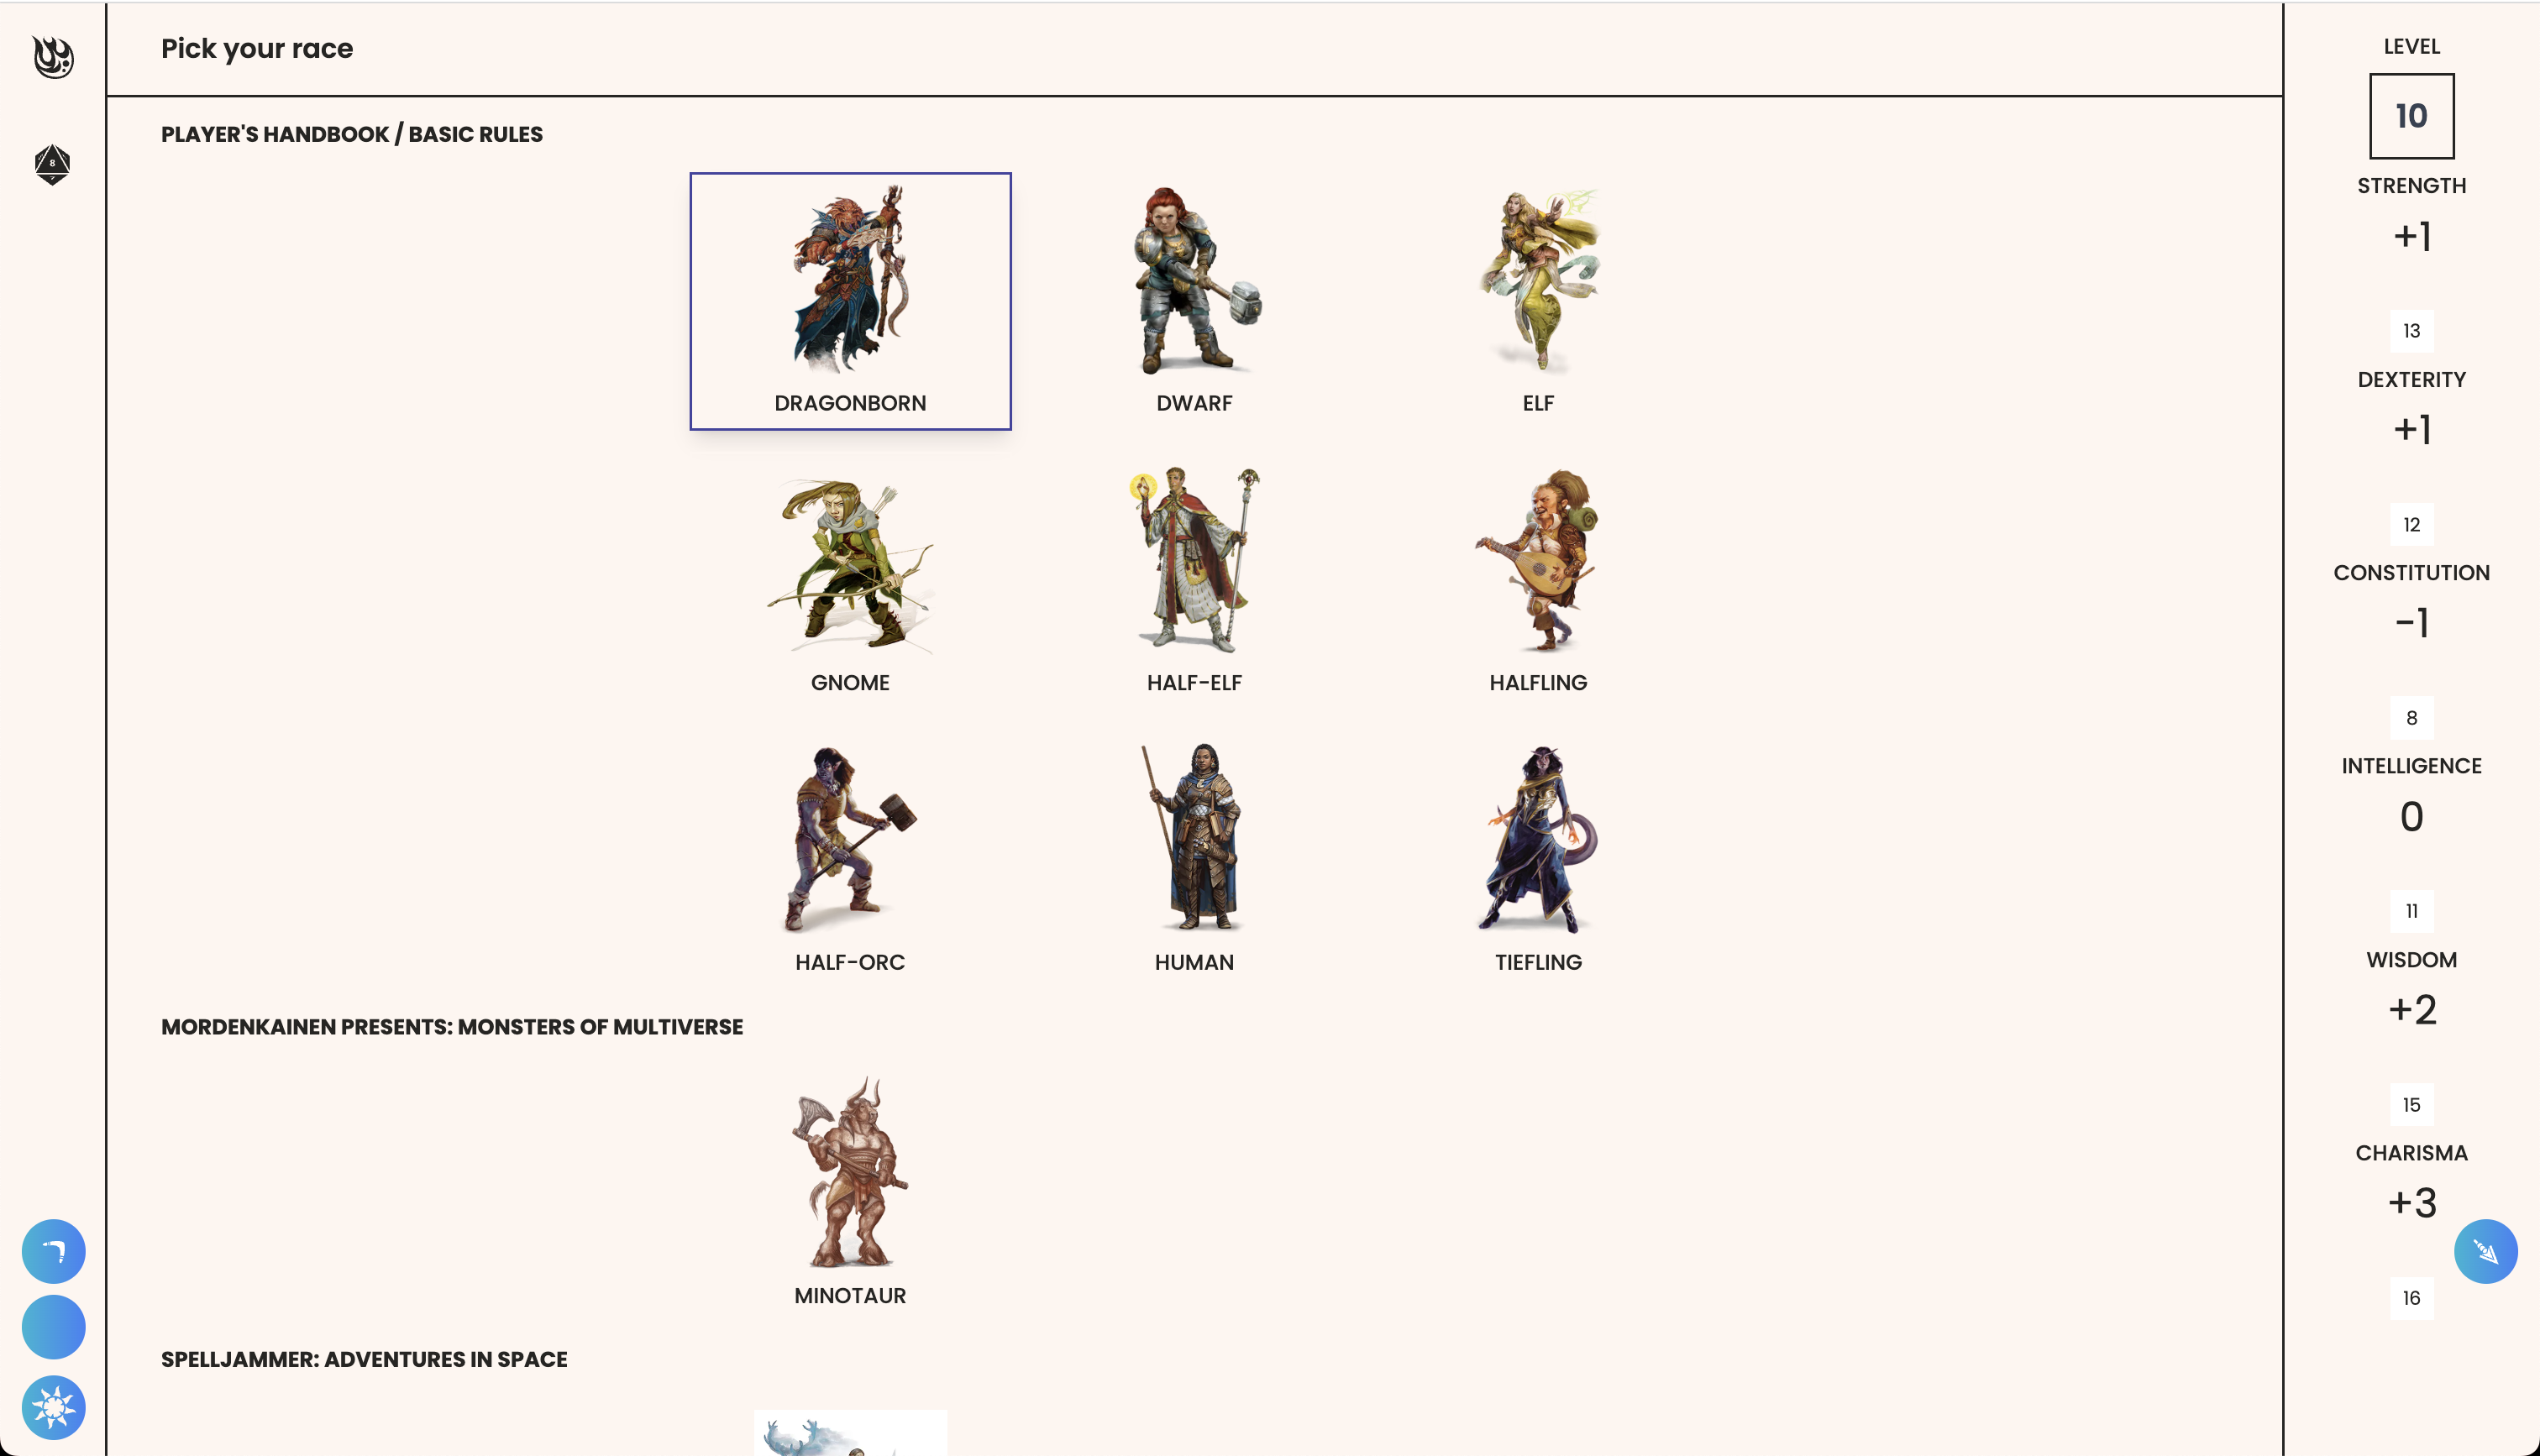 Pick your race
PLAYER'S HANDBOOK / BASIC RULES
DRAGONBORN
DWARF
ELF
GNOME
HALF-ELF
HALFLING
HALF-ORC
HUMAN
TIEFLING
MORDENKAINEN PRESENTS: MONSTERS OF MULTIVERSE
MINOTAUR
SPELLJAMMER: ADVENTURES IN SPACE
8
LEVEL
10
STRENGTH
+1
13
DEXTERITY
+1
12
CONSTITUTION
-1
8
INTELLIGENCE
0
11
WISDOM
+2
15
CHARISMA
+3
16